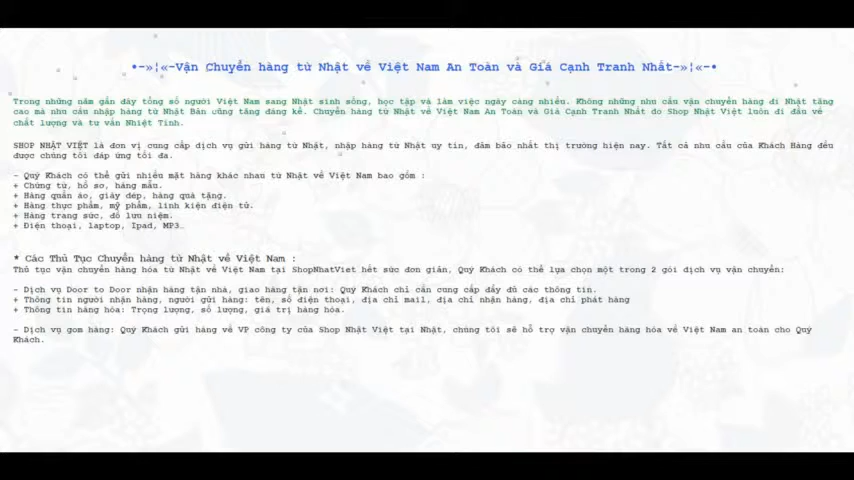 •-»¦«-Vận Chuyển hàng từ Nhật về Việt Nam An Toàn và Giá Cạnh Tranh Nhất-»¦«-•
Trong những năm gần đây tổng số người Việt Nam sang Nhật sinh sống, học tập và làm việc ngày càng nhiều. Không những nhu cầu vận chuyển hàng đi Nhật tăng
cao mà nhu cầu nhập hàng từ Nhật Bản cũng tăng đáng kể. Chuyển hàng từ Nhật về Việt Nam An Toàn và Giá Cạnh Tranh Nhất do Shop Nhật Việt luôn đi đầu về
chất lượng và tư vấn Nhiệt Tình.
SHOP NHẬT VIỆT là đơn vị cung cấp dịch vụ gửi hàng từ Nhật, nhập hàng từ Nhật uy tín, đảm bảo nhất thị trường hiện nay. Tất cả nhu cầu của Khách Hàng đều
được chúng tôi đáp ứng tối đa.
- Quý Khách có thể gửi nhiều mặt hàng khác nhau từ Nhật về Việt Nam bao gồm :
+ Chứng từ, hồ sơ, hàng mẫu.
+ Hàng quần áo, giày dép, hàng quà tặng.
+ Hàng thực phẩm, mỹ phẩm, linh kiện điện tử.
+ Hàng trang sức, đồ lưu niệm.
+ Điện thoại, laptop, Ipad, MP3…
* Các Thủ Tục Chuyển hàng từ Nhật về Việt Nam :
Thủ tục vận chuyển hàng hóa từ Nhật về Việt Nam tại ShopNhatViet hết sức đơn giản, Quý Khách có thể lựa chọn một trong 2 gói dịch vụ vận chuyển:
- Dịch vụ Door to Door nhận hàng tận nhà, giao hàng tận nơi: Quý Khách chỉ cần cung cấp đầy đủ các thông tin.
+ Thông tin người nhận hàng, người gửi hàng: tên, số điện thoại, địa chỉ mail, địa chỉ nhận hàng, địa chỉ phát hàng
+ Thông tin hàng hóa: Trọng lượng, số lượng, giá trị hàng hóa.
- Dịch vụ gom hàng: Quý Khách gửi hàng về VP công ty của Shop Nhật Việt tại Nhật, chúng tôi sẽ hỗ trợ vận chuyển hàng hóa về Việt Nam an toàn cho Quý
Khách.